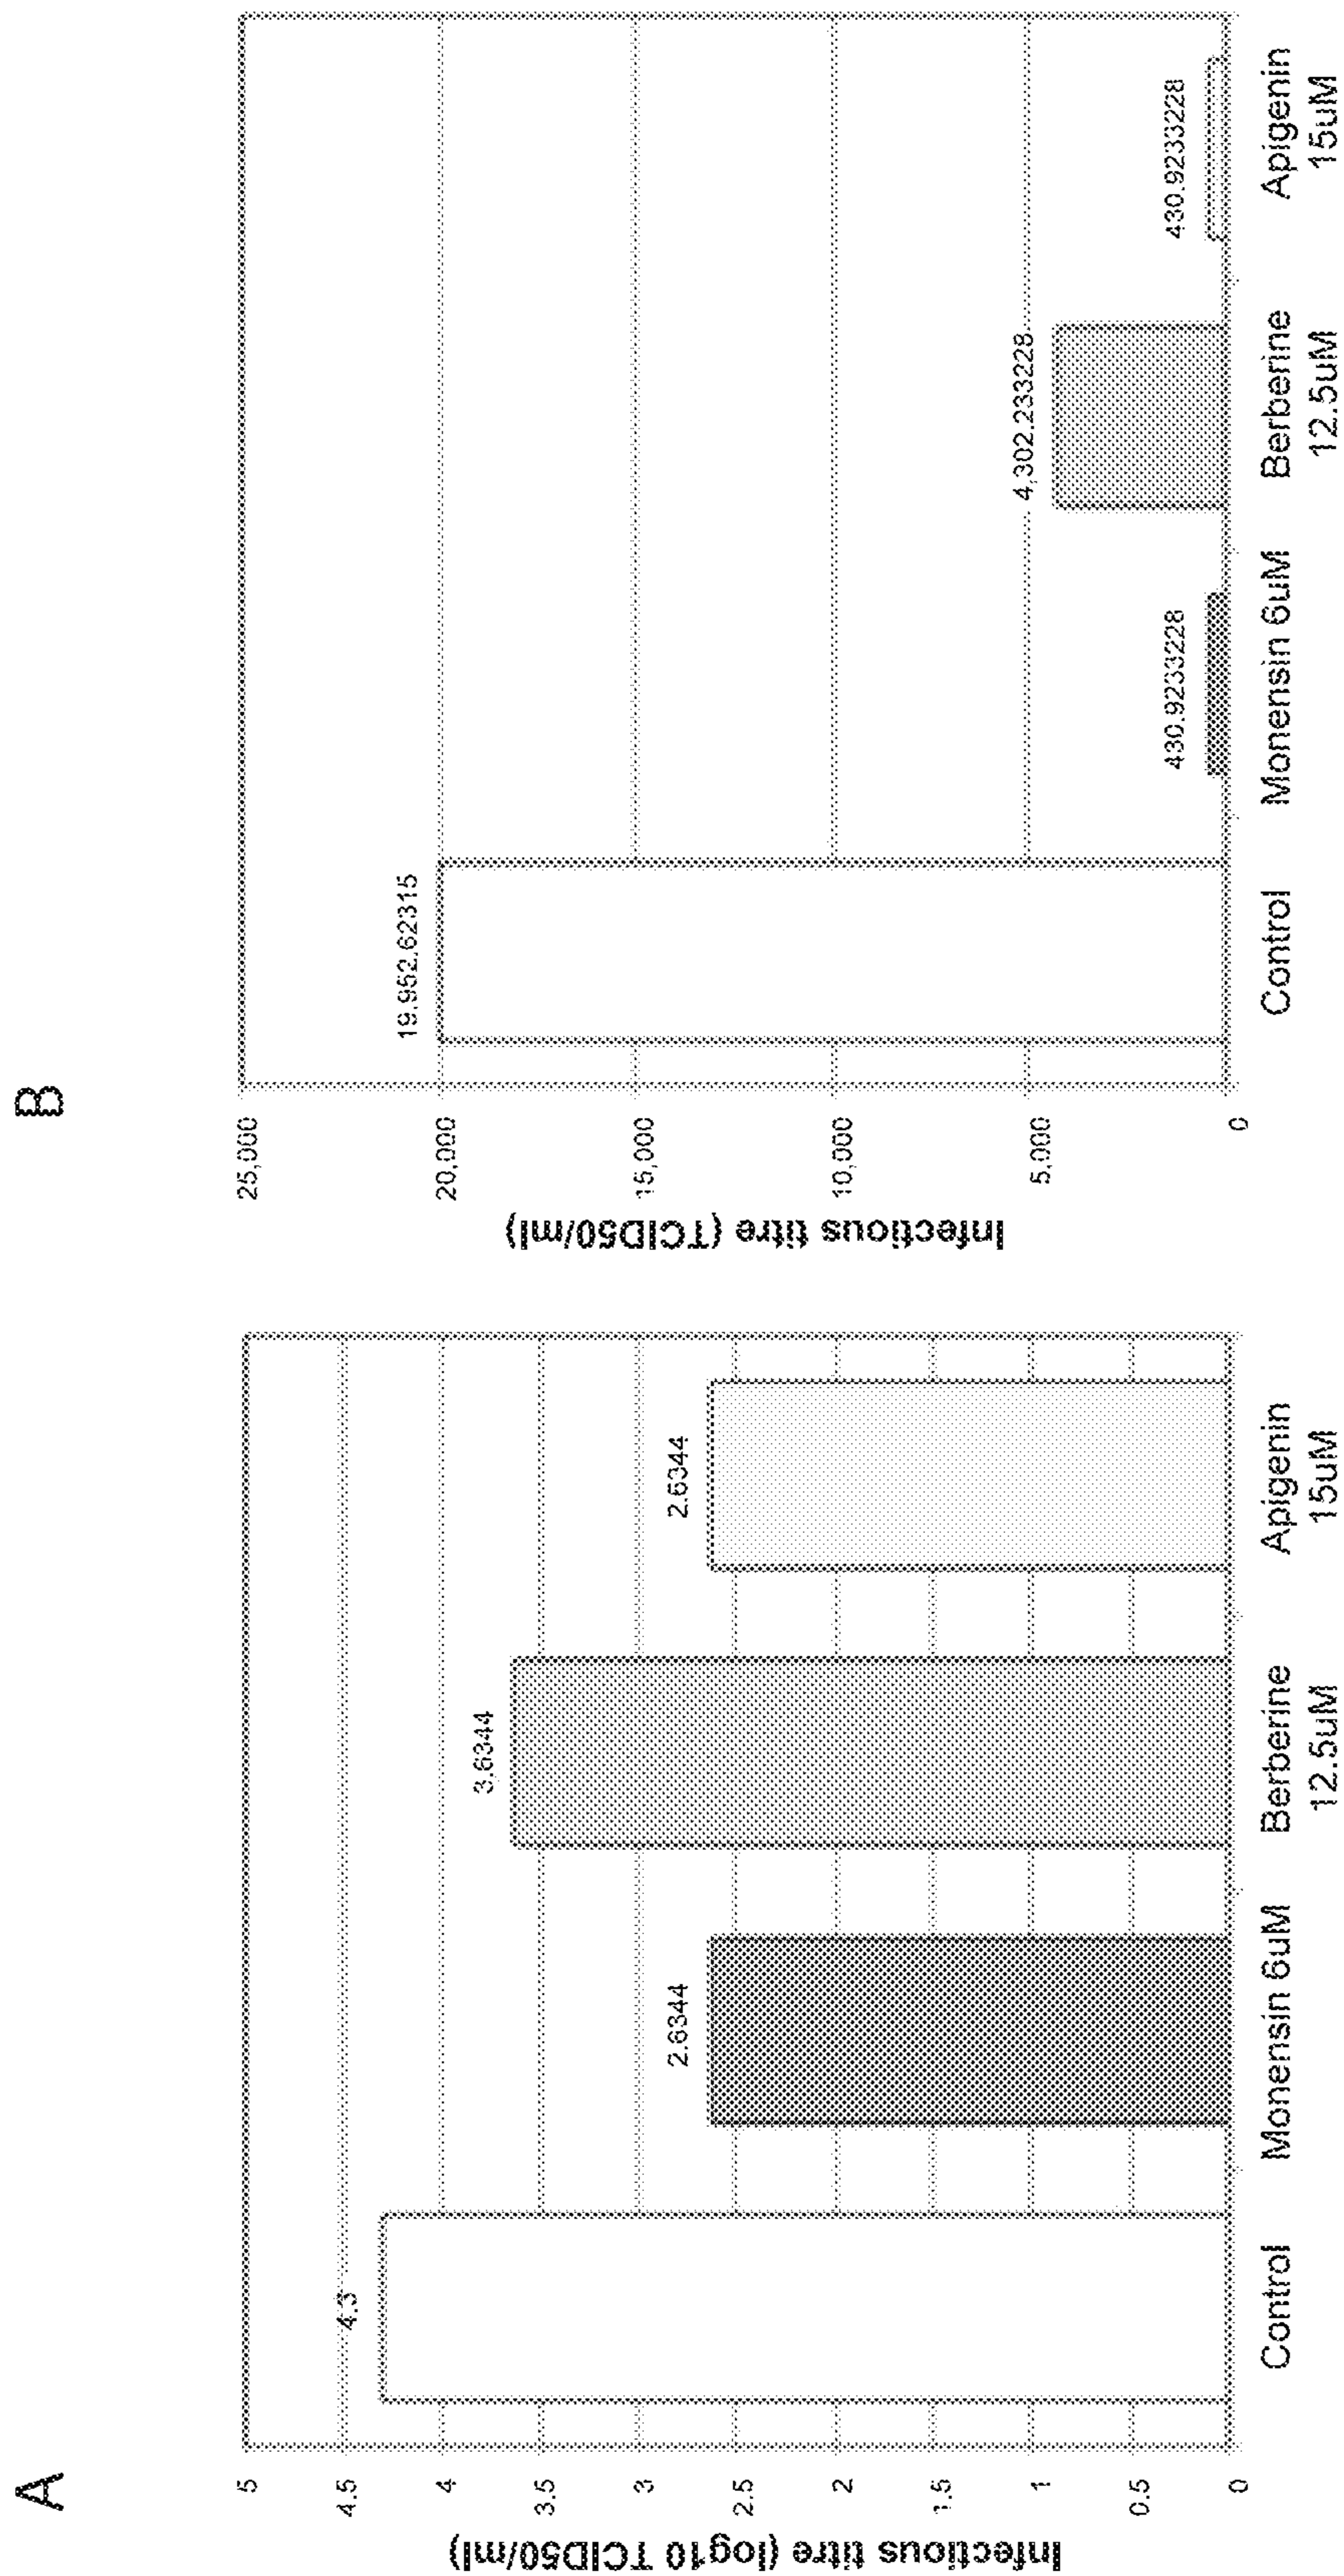 A
Infectious titre (log10 TCID50/ml)
5
4.5
4
3.5
3
2.5
2
1.5
1
0.5
0
4.3
2.6344
3.6344
2.6344
Control
Monensin 6uM
Berberine
12.5uM
Apigenin
15uM
B
Infectious titre (TCID50/ml)
25,000
20,000
15,000
10,000
5,000
0
19,952.62315
430.9233228
4,302.233228
430.9233228
Control
Monensin 6uM
Berberine
12.5uM
Apigenin
15uM